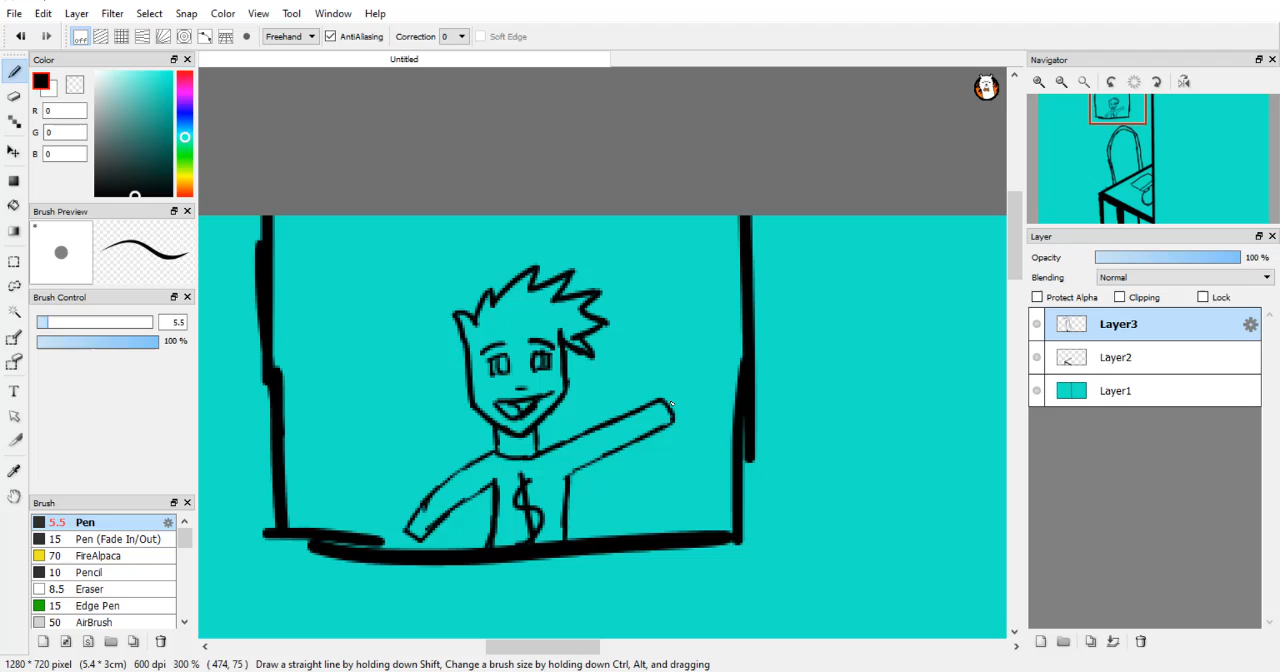 File Edit Layer Filter Select Snap Color View Tool Window Help
off Freehand AntiAliasing Correction 0 Soft Edge
Color
Untitled
Navigator
R 0
G 0
B 0
Brush Preview
*
Brush Control
5.5
100 %
Layer
Opacity 100 %
Blending Normal
Protect Alpha Clipping Lock
Layer3
Layer2
Layer1
$
Brush
5.5 Pen
15 Pen (Fade In/Out)
70 FireAlpaca
10 Pencil
8.5 Eraser
15 Edge Pen
50 AirBrush
1280 * 720 pixel (5.4 * 3cm) 600 dpi 300 % ( 474, 75 ) Draw a straight line by holding down Shift, Change a brush size by holding down Ctrl, Alt, and dragging